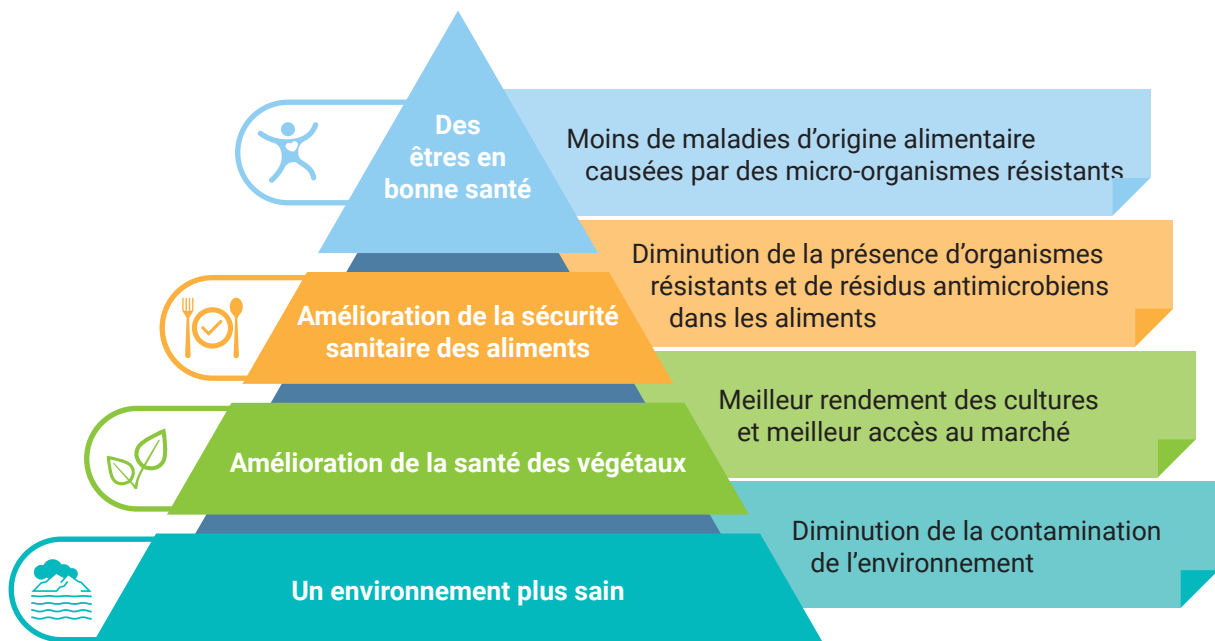 Des
êtres en
bonne santé
Moins de maladies d’origine alimentaire
causées par des micro-organismes résistants
Amélioration de la sécurité
sanitaire des aliments
Diminution de la présence d’organismes
résistants et de résidus antimicrobiens
dans les aliments
Amélioration de la santé des végétaux
Meilleur rendement des cultures
et meilleur accès au marché
Un environnement plus sain
Diminution de la contamination
de l’environnement